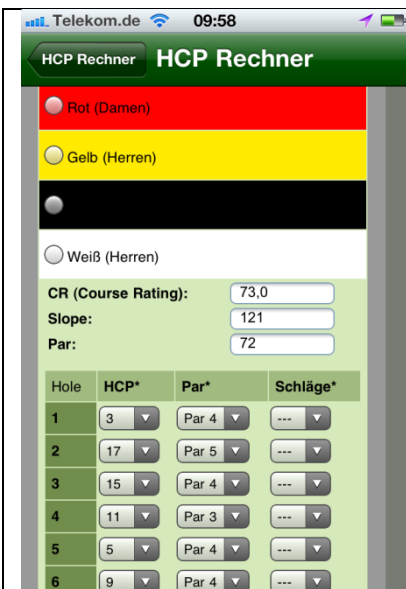 Telekom.de 09:58
HCP Rechner HCP Rechner
Rot (Damen)
Gelb (Herren)
Weiß (Herren)
CR (Course Rating): 73,0
Slope: 121
Par: 72
Hole HCP* Par* Schläge*
1 3 Par 4 ---
2 17 Par 5 ---
3 15 Par 4 ---
4 11 Par 3 ---
5 5 Par 4 ---
6 9 Par 4 ---